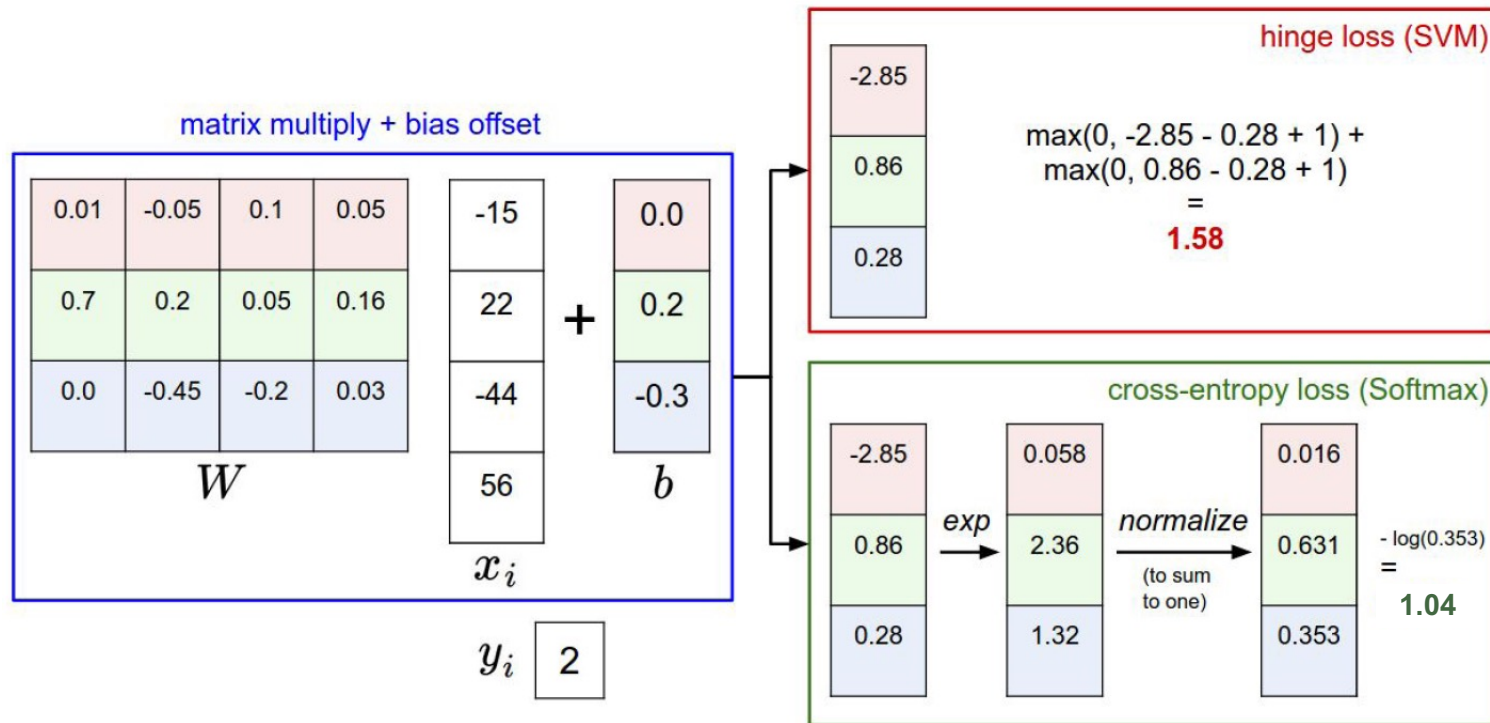 matrix multiply + bias offset
0.01 -0.05 0.1 0.05
0.7 0.2 0.05 0.16
0.0 -0.45 -0.2 0.03
W
-15
22
-44
56
x_i
+
0.0
0.2
-0.3
b
y_i 2
hinge loss (SVM)
-2.85
0.86
0.28
max(0, -2.85 - 0.28 + 1) +
max(0, 0.86 - 0.28 + 1)
=
1.58
cross-entropy loss (Softmax)
-2.85
0.86
0.28
exp
0.058
2.36
1.32
normalize
(to sum
to one)
0.016
0.631
0.353
- log(0.353)
=
1.04